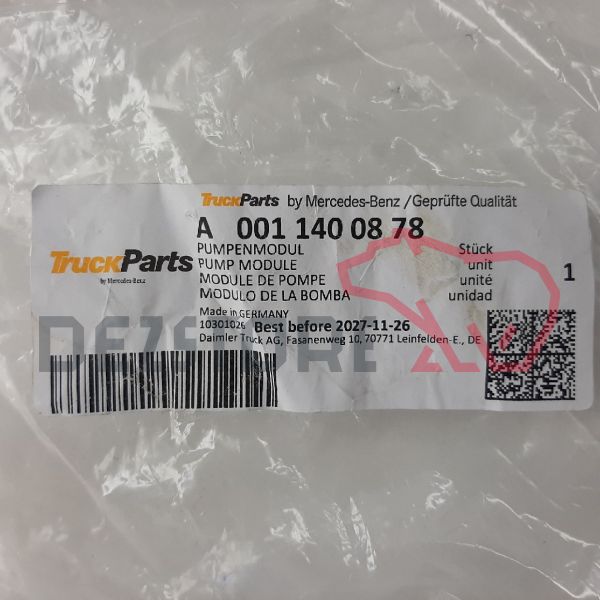 TruckParts by Mercedes-Benz / Geprüfte Qualität
A 001 140 08 78
PUMPENMODUL Stück
PUMP MODULE unit
MODULE DE POMPE unité
MODULO DE LA BOMBA unidad
1
TruckParts
by Mercedes-Benz
Made in GERMANY
10301026 Best before 2027-11-26
Daimler Truck AG, Fasanenweg 10, 70771 Leinfelden-E., DE